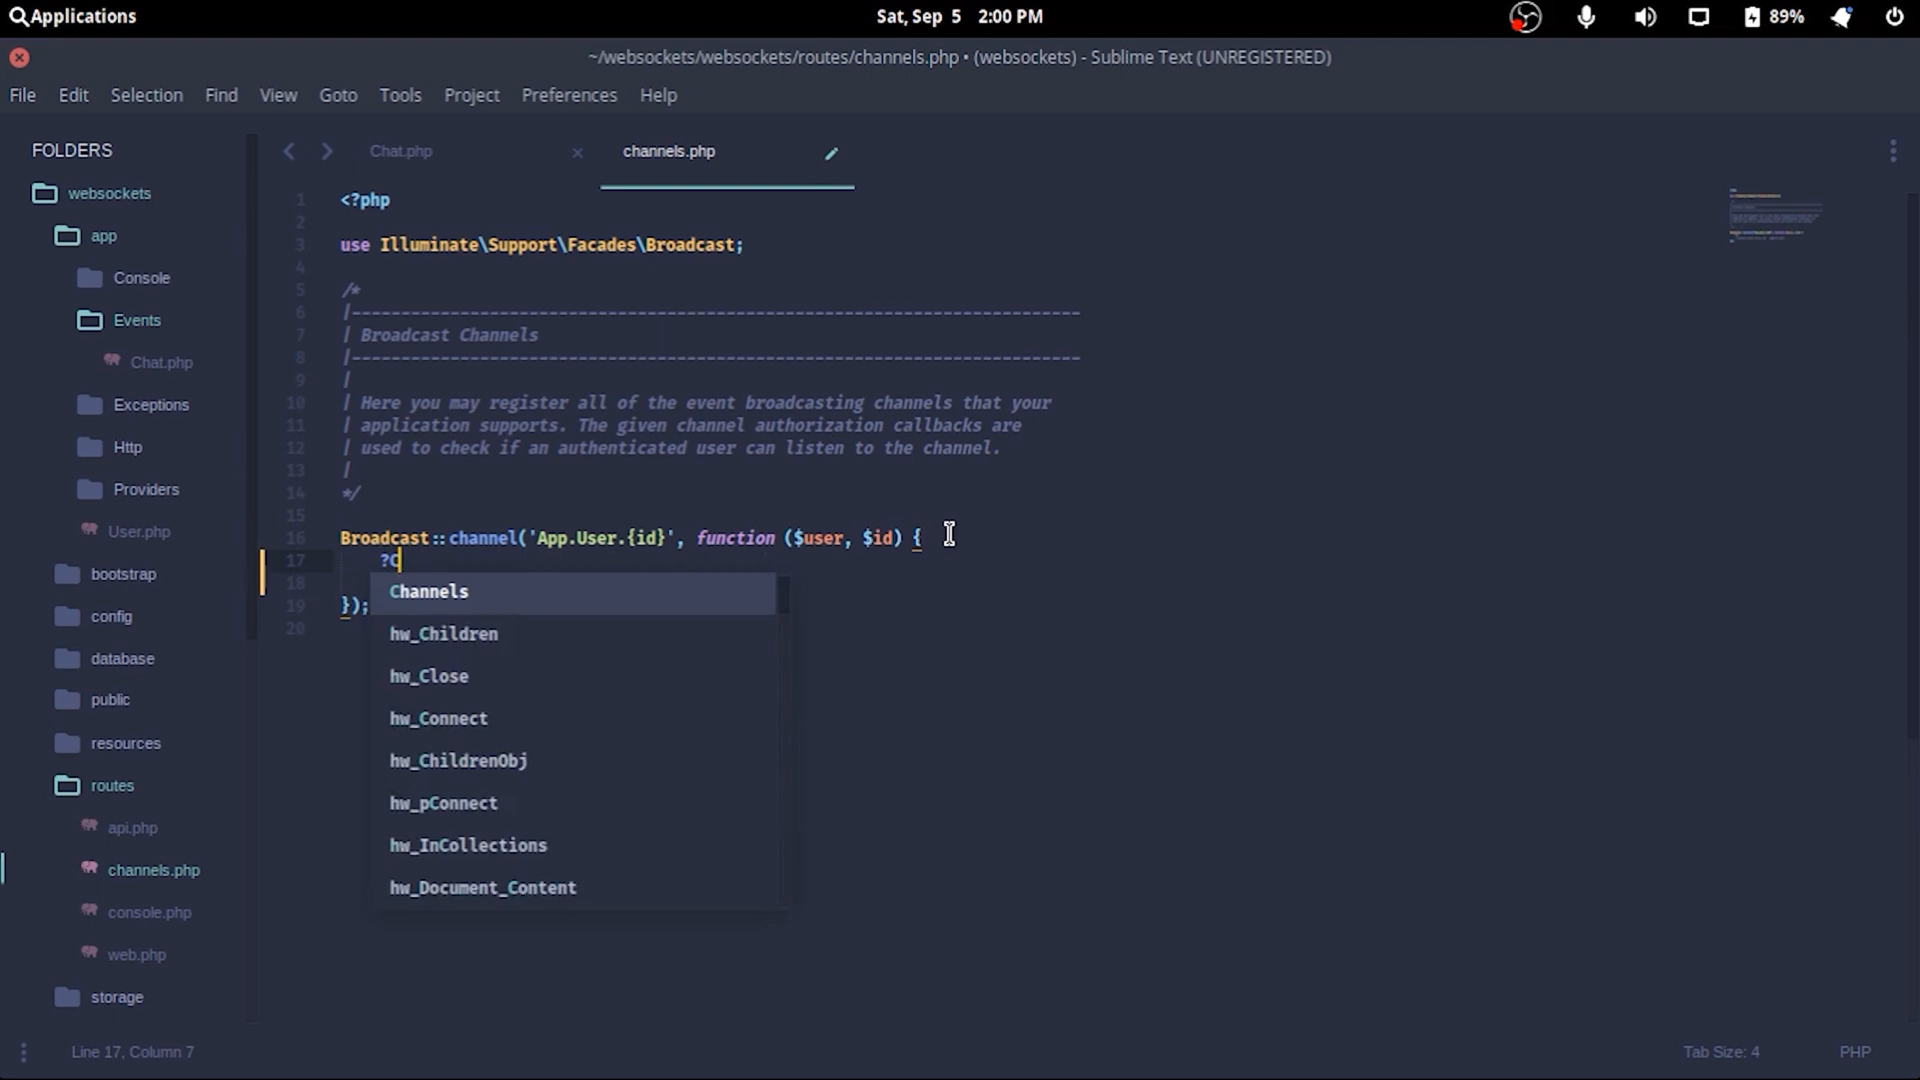 Applications
Sat, Sep 5 2:00 PM
89%
~/websockets/websockets/routes/channels.php • (websockets) - Sublime Text (UNREGISTERED)
File Edit Selection Find View Goto Tools Project Preferences Help
FOLDERS
websockets
app
Console
Events
Chat.php
Exceptions
Http
Providers
User.php
bootstrap
config
database
public
resources
routes
api.php
channels.php
console.php
web.php
storage
Chat.php
channels.php
1 <?php
2
3 use Illuminate\Support\Facades\Broadcast;
4
5 /*
6 |--------------------------------------------------------------------------
7 | Broadcast Channels
8 |--------------------------------------------------------------------------
9 |
10 | Here you may register all of the event broadcasting channels that your
11 | application supports. The given channel authorization callbacks are
12 | used to check if an authenticated user can listen to the channel.
13 |
14 */
15
16 Broadcast::channel('App.User.{id}', function ($user, $id) {
17 ?C
18
19 });
20
Channels
hw_Children
hw_Close
hw_Connect
hw_ChildrenObj
hw_pConnect
hw_InCollections
hw_Document_Content
Line 17, Column 7
Tab Size: 4
PHP